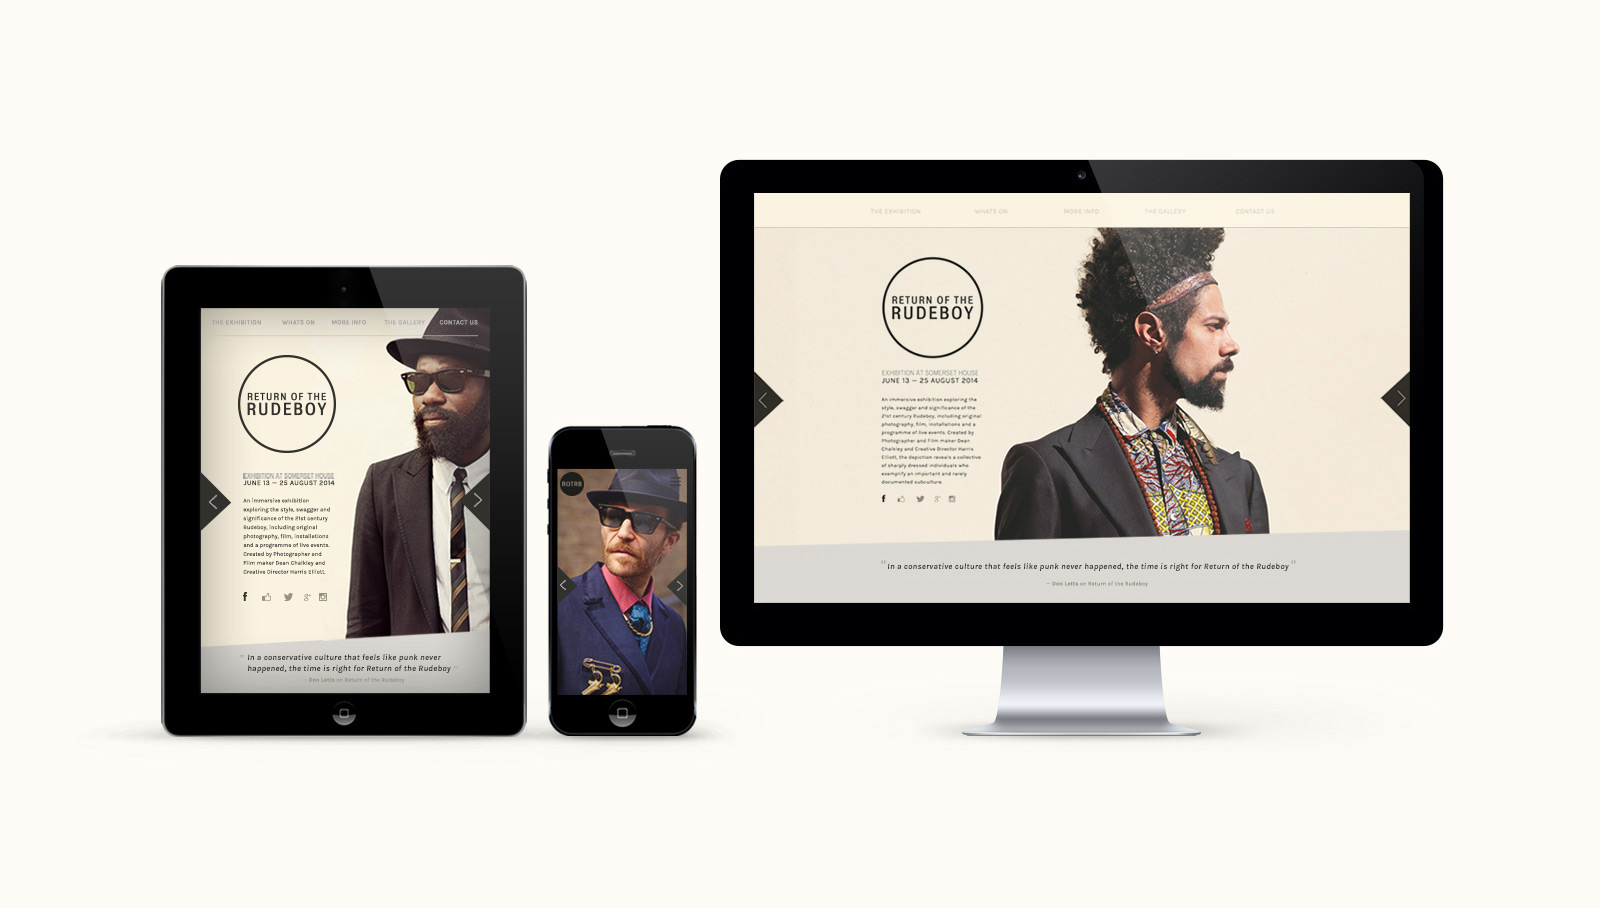 THE EXHIBITION
WHATS ON
MORE INFO
THE GALLERY
CONTACT US
RETURN OF THE
RUDEBOY
EXHIBITION AT SOMERSET HOUSE
JUNE 13 — 25 AUGUST 2014
An immersive exhibition
exploring the style, swagger and
significance of the 21st century
Rudeboy, including original
photography, film, installations
and a programme of live events.
Created by Photographer and
Film maker Dean Chalkley and
Creative Director Harris Elliott.
f
g+
" In a conservative culture that feels like punk never
happened, the time is right for Return of the Rudeboy "
— Don Letts on Return of the Rudeboy
ROTRB
THE EXHIBITION
WHATS ON
MORE INFO
THE GALLERY
CONTACT US
RETURN OF THE
RUDEBOY
EXHIBITION AT SOMERSET HOUSE
JUNE 13 — 25 AUGUST 2014
An immersive exhibition exploring the
style, swagger and significance of the
21st century Rudeboy, including original
photography, film, installations and a
programme of live events. Created by
Photographer and Film maker Dean
Chalkley and Creative Director Harris
Elliott, the depiction reveals a collective
of sharply dressed individuals who
exemplify an important and rarely
documented subculture.
f
g+
" In a conservative culture that feels like punk never happened, the time is right for Return of the Rudeboy "
— Don Letts on Return of the Rudeboy